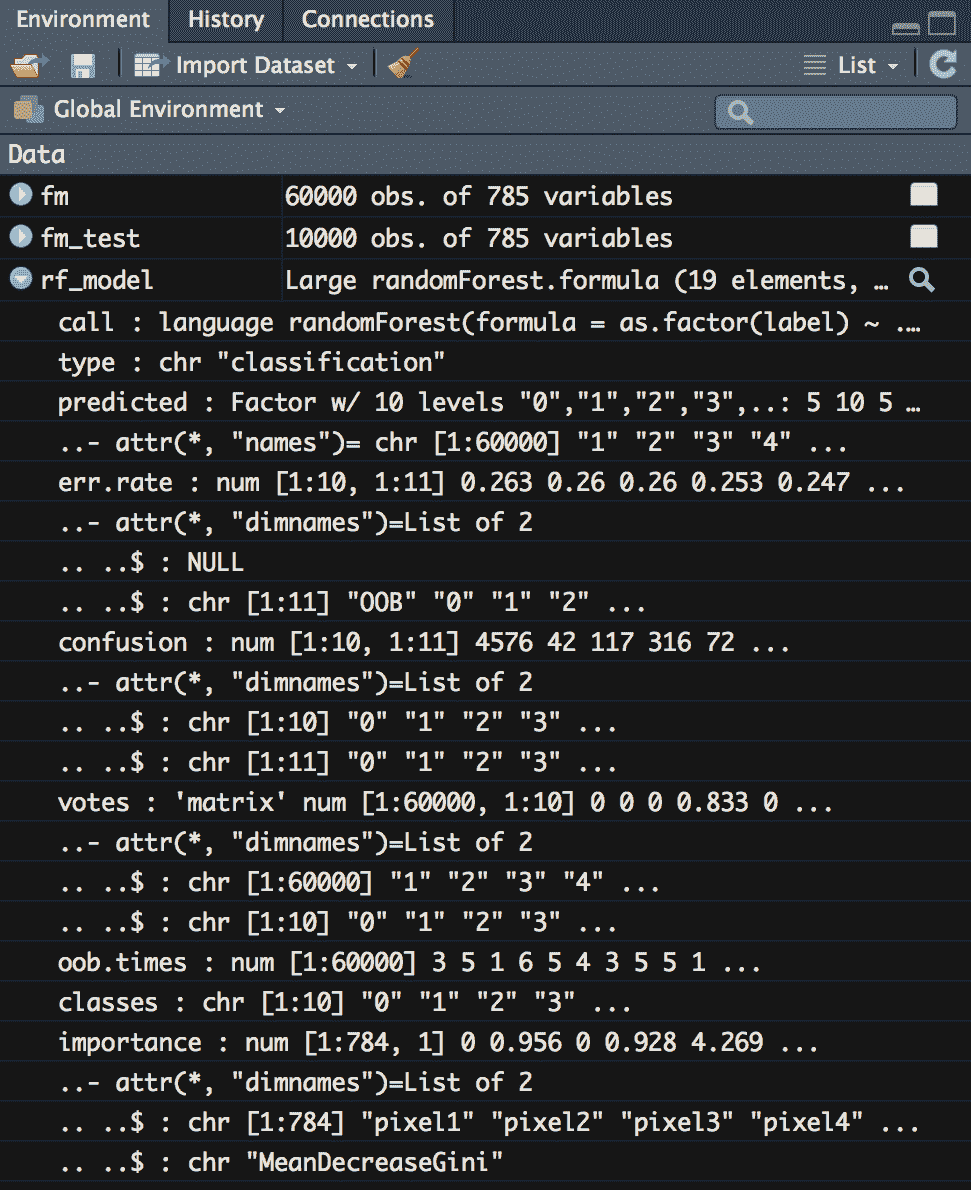 Environment History Connections
Import Dataset List
Global Environment
Data
fm 60000 obs. of 785 variables
fm_test 10000 obs. of 785 variables
rf_model Large randomForest.formula (19 elements, …
call : language randomForest(formula = as.factor(label) ~ .…
type : chr "classification"
predicted : Factor w/ 10 levels "0","1","2","3",..: 5 10 5 …
..- attr(*, "names")= chr [1:60000] "1" "2" "3" "4" ...
err.rate : num [1:10, 1:11] 0.263 0.26 0.26 0.253 0.247 ...
..- attr(*, "dimnames")=List of 2
.. ..$ : NULL
.. ..$ : chr [1:11] "OOB" "0" "1" "2" ...
confusion : num [1:10, 1:11] 4576 42 117 316 72 ...
..- attr(*, "dimnames")=List of 2
.. ..$ : chr [1:10] "0" "1" "2" "3" ...
.. ..$ : chr [1:11] "0" "1" "2" "3" ...
votes : 'matrix' num [1:60000, 1:10] 0 0 0 0.833 0 ...
..- attr(*, "dimnames")=List of 2
.. ..$ : chr [1:60000] "1" "2" "3" "4" ...
.. ..$ : chr [1:10] "0" "1" "2" "3" ...
oob.times : num [1:60000] 3 5 1 6 5 4 3 5 5 1 ...
classes : chr [1:10] "0" "1" "2" "3" ...
importance : num [1:784, 1] 0 0.956 0 0.928 4.269 ...
..- attr(*, "dimnames")=List of 2
.. ..$ : chr [1:784] "pixel1" "pixel2" "pixel3" "pixel4" ...
.. ..$ : chr "MeanDecreaseGini"